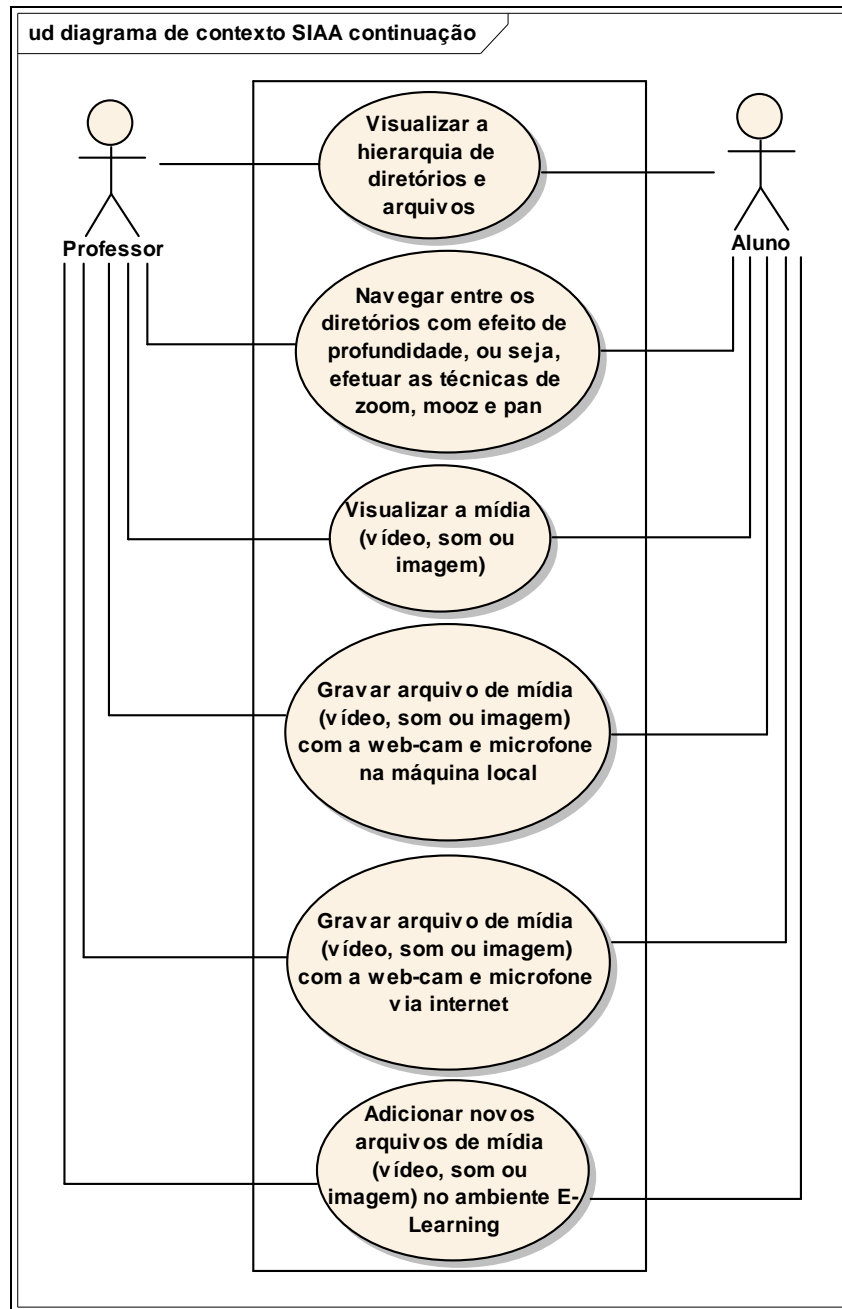 ud diagrama de contexto SIAA continuação
Visualizar a
hierarquia de
diretórios e
arquivos
Professor
Aluno
Navegar entre os
diretórios com efeito de
profundidade, ou seja,
efetuar as técnicas de
zoom, mooz e pan
Visualizar a mídia
(vídeo, som ou
imagem)
Gravar arquivo de mídia
(vídeo, som ou imagem)
com a web-cam e microfone
na máquina local
Gravar arquivo de mídia
(vídeo, som ou imagem)
com a web-cam e microfone
via internet
Adicionar novos
arquivos de mídia
(vídeo, som ou
imagem) no ambiente E-
Learning